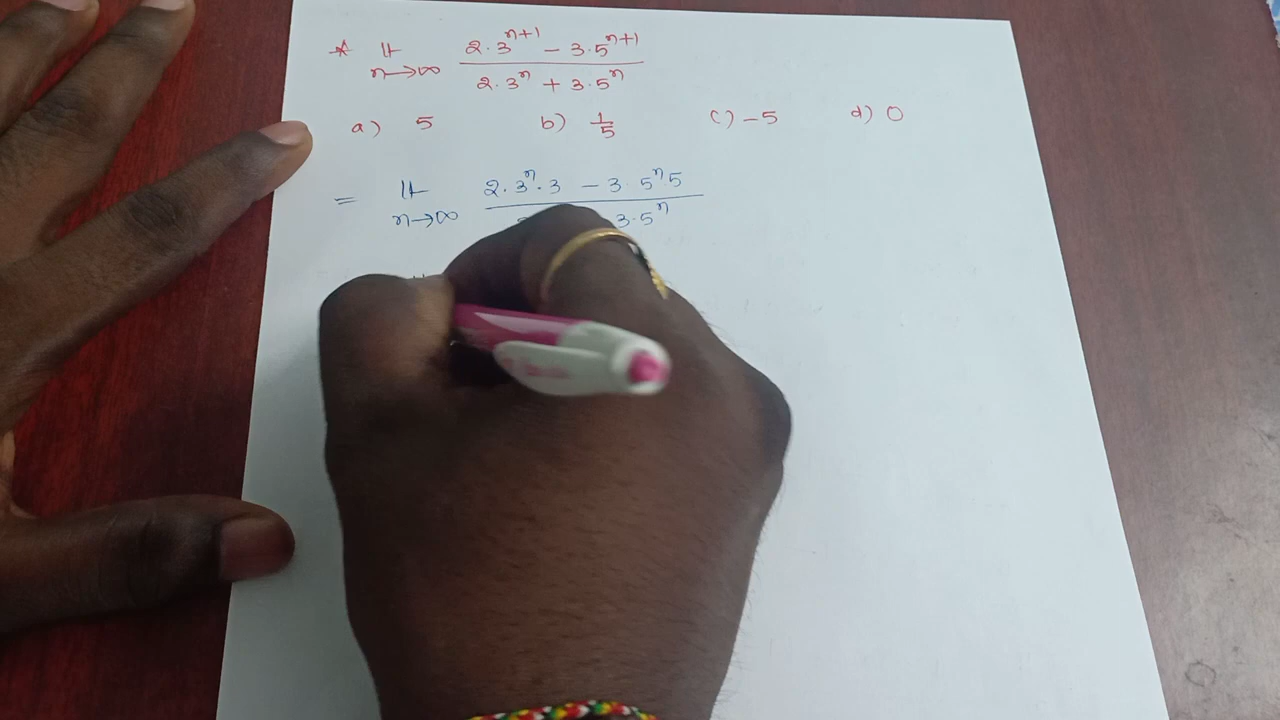 * lt n→∞ (2·3^{n+1} − 3·5^{n+1}) / (2·3^n + 3·5^n)
a) 5 b) 1/5 c) −5 d) 0
= lt n→∞ (2·3^n·3 − 3·5^n·5) / ( 3·5^n)